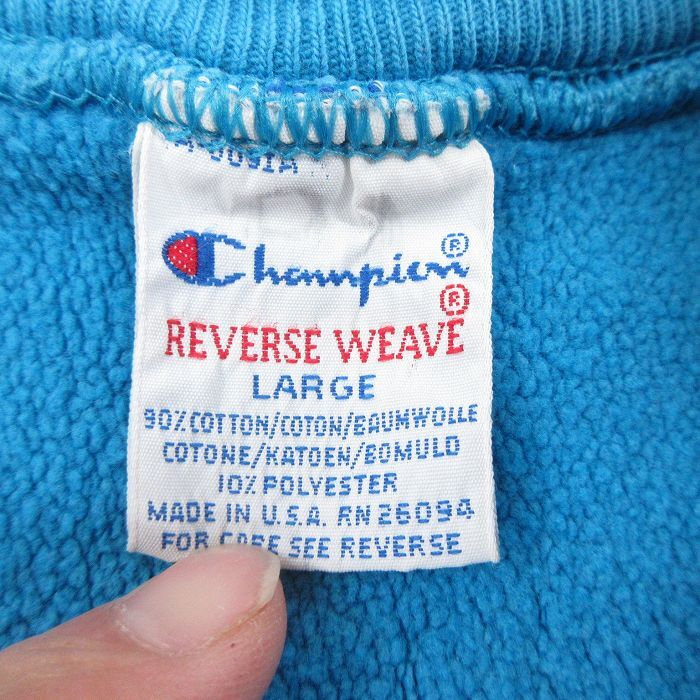 Champion®
REVERSE WEAVE®
LARGE
90% COTTON/COTON/BAUMWOLLE
COTONE/KATOEN/BOMULD
10% POLYESTER
MADE IN U.S.A. RN 26094
FOR CARE SEE REVERSE